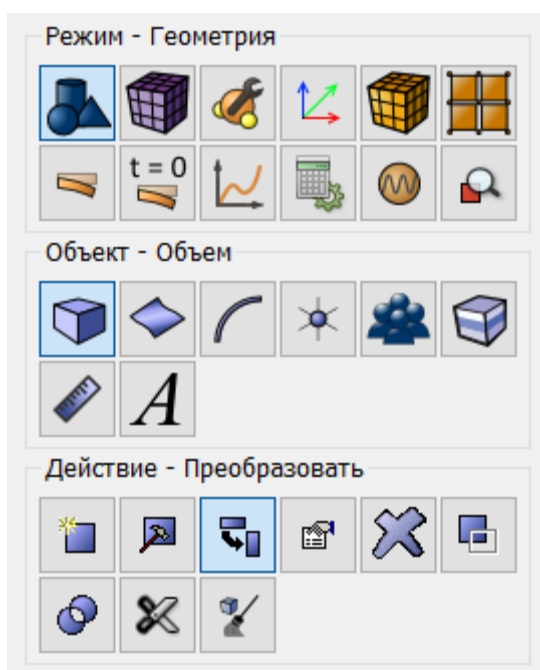 Режим - Геометрия
t = 0
Объект - Объем
A
Действие - Преобразовать